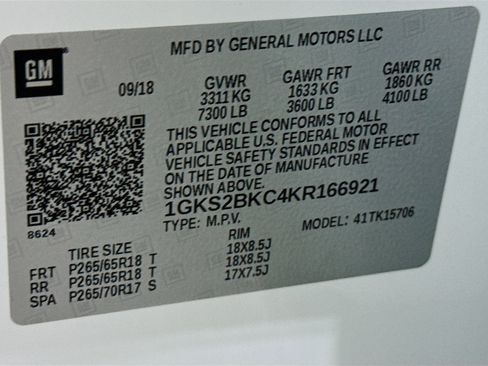 GM
MFD BY GENERAL MOTORS LLC
09/18 GVWR GAWR FRT GAWR RR
3311 KG 1633 KG 1860 KG
7300 LB 3600 LB 4100 LB
THIS VEHICLE CONFORMS TO ALL
APPLICABLE U.S. FEDERAL MOTOR
VEHICLE SAFETY STANDARDS IN EFFECT
ON THE DATE OF MANUFACTURE
SHOWN ABOVE.
1GKS2BKC4KR166921
8624
TYPE: M.P.V. MODEL: 41TK15706
TIRE SIZE RIM
FRT P265/65R18 T 18X8.5J
RR P265/65R18 T 18X8.5J
SPA P265/70R17 S 17X7.5J